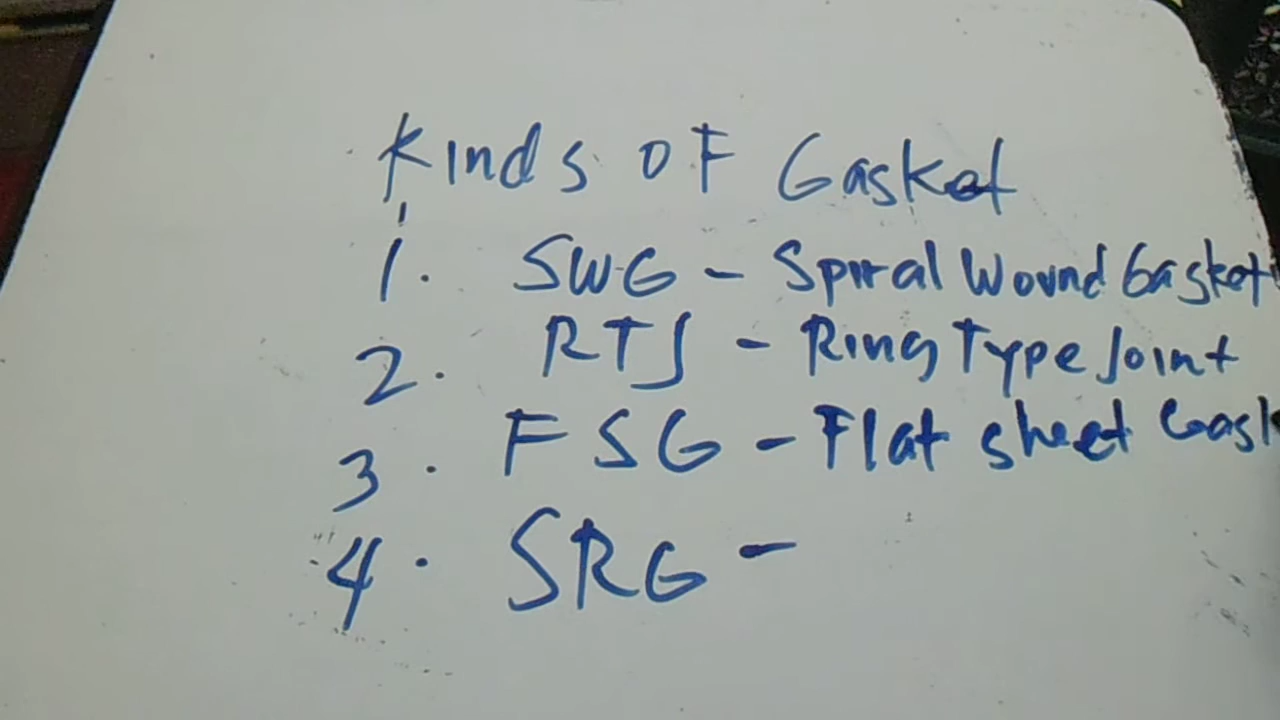 Kinds OF Gasket
1. SWG - Spiral Wound Gasket
2. RTJ - Ring Type Joint
3. FSG - Flat sheet Gask
4. SRG -